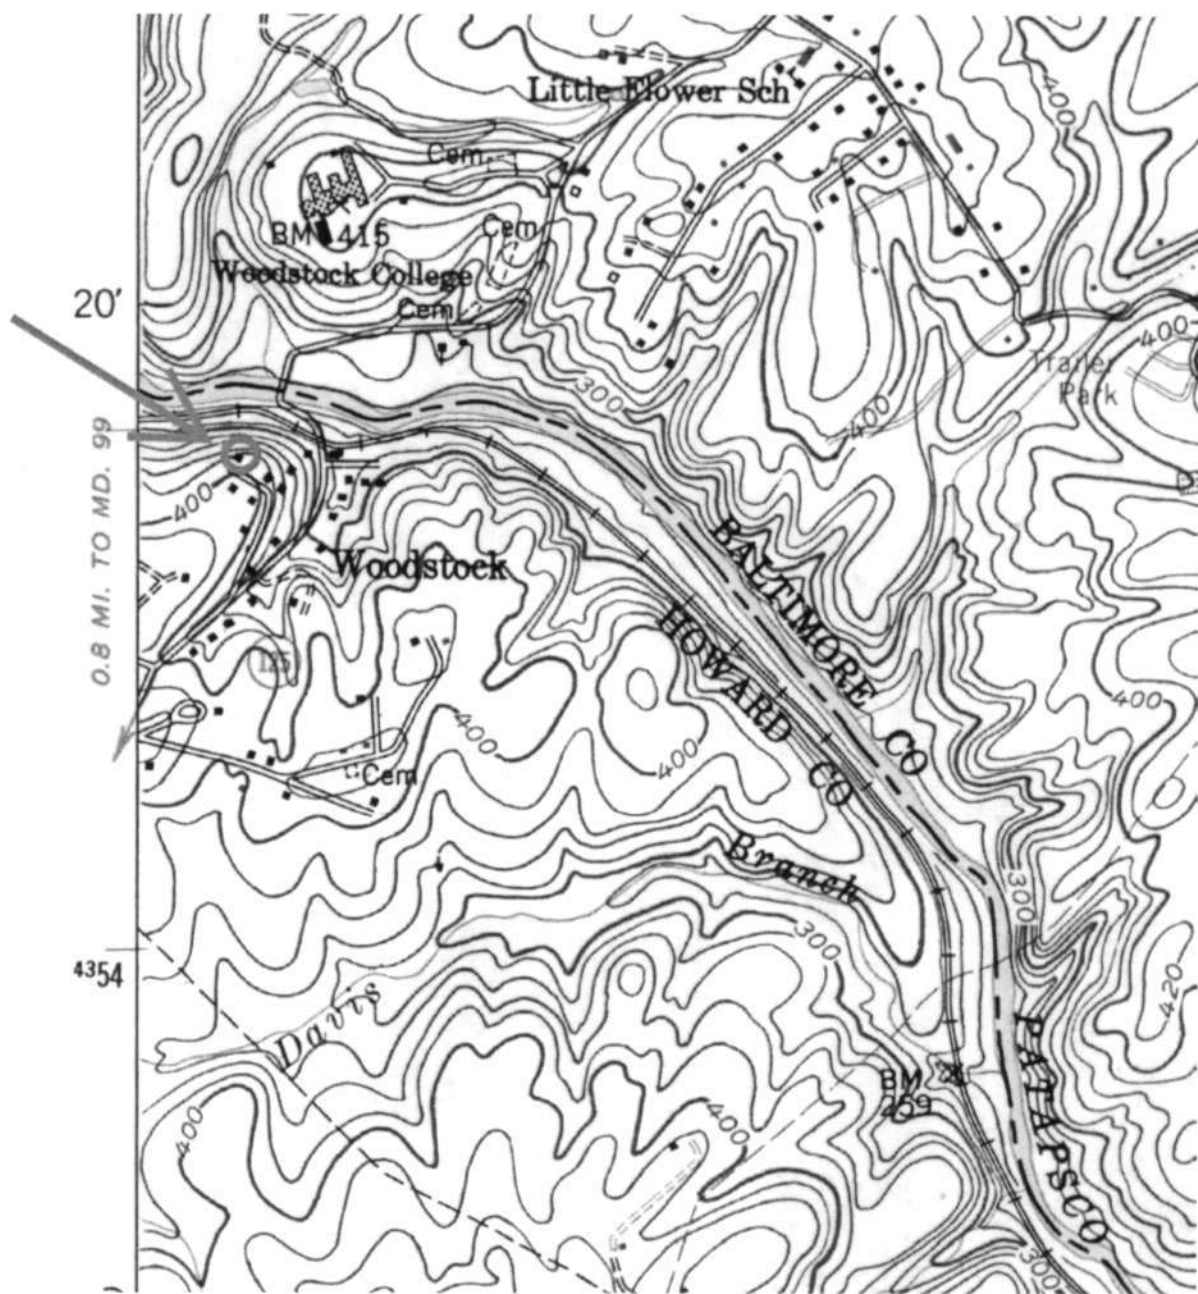 Little Flower Sch
400
Cem
BM 415
Cem
Woodstock College
20'
Cem
400
Trailer
Park
300
400
0.8 MI. TO MD. 99
400
Woodstock
BALTIMORE CO
HOWARD CO
125
400
400
400
Cem
Branch
300
300
4354
420
Davis
BM
259
PATAPSCO
400
400
300